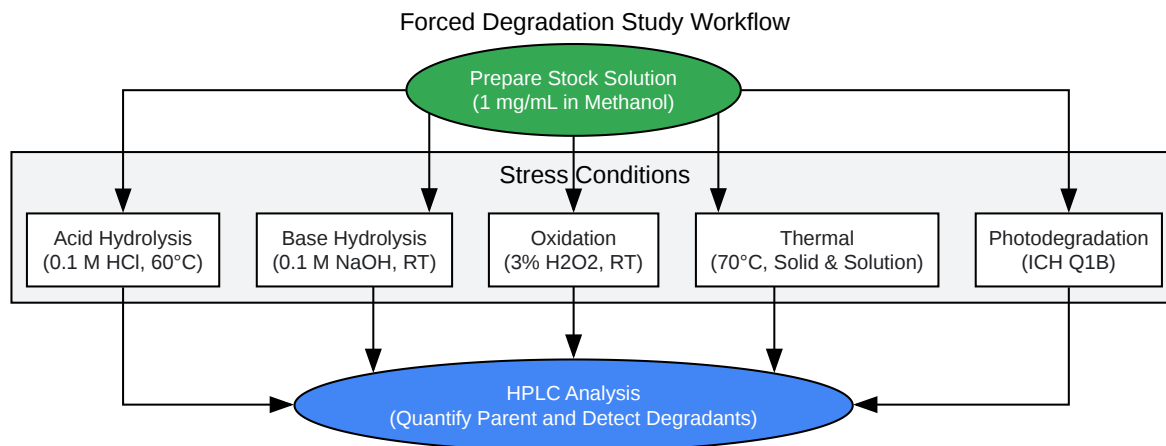 Forced Degradation Study Workflow
Prepare Stock Solution
(1 mg/mL in Methanol)
Stress Conditions
Acid Hydrolysis
(0.1 M HCl, 60°C)
Base Hydrolysis
(0.1 M NaOH, RT)
Oxidation
(3% H2O2, RT)
Thermal
(70°C, Solid & Solution)
Photodegradation
(ICH Q1B)
HPLC Analysis
(Quantify Parent and Detect Degradants)